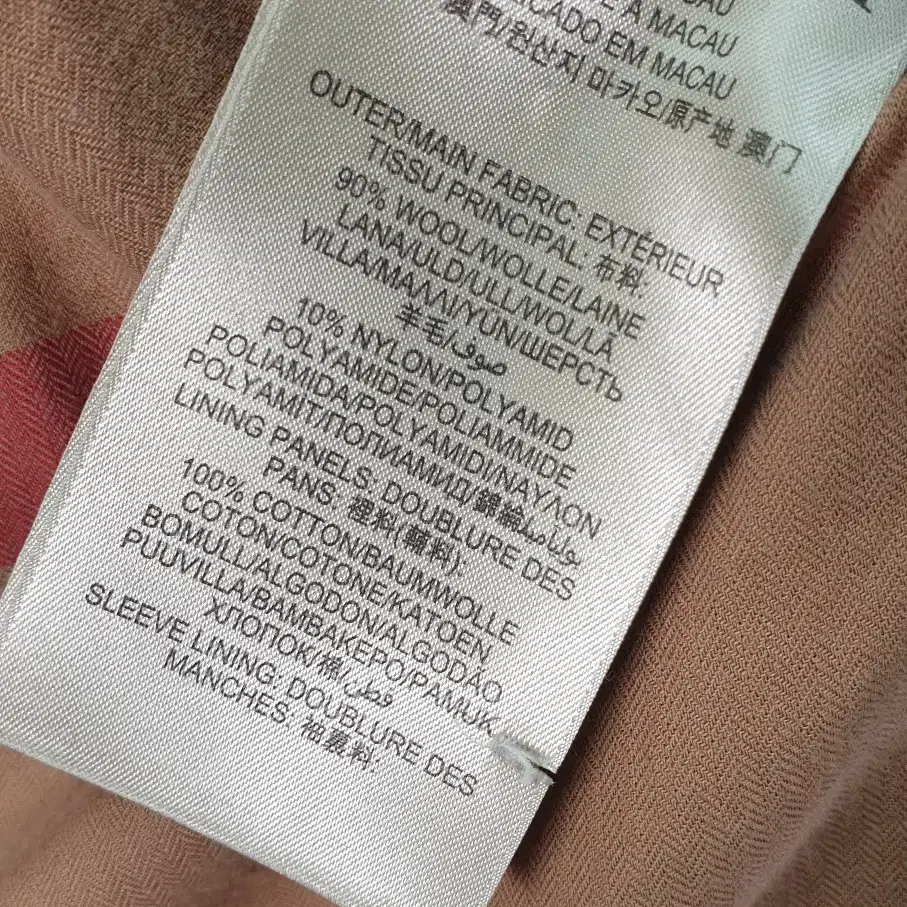 MACAU
E A MACAU
ICADO EM MACAU
澳門/원산지 마카오/原产地 澳门
OUTER/MAIN FABRIC: EXTÉRIEUR
TISSU PRINCIPAL: 布料:
90% WOOL/WOLLE/LAINE
LANA/ULD/ULL/WOL/LÃ
VILLA/ΜΑΛΛΙ/YÜN/ШЕРСТЬ
羊毛/صوف
10% NYLON/POLYAMID
POLYAMIDE/POLIAMMIDE
POLIAMIDA/POLYAMIDI/ΝΑΥΛΟΝ
POLYAMIT/ПОЛИАМИД/錦綸/بولياميد
LINING PANELS: DOUBLURE DES
PANS: 裡料(輔料):
100% COTTON/BAUMWOLLE
COTON/COTONE/KATOEN
BOMULL/ALGODON/ALGODÃO
PUUVILLA/ΒΑΜΒΑΚΕΡΟ/PAMUK
ХЛОПОК/棉/قطن
SLEEVE LINING: DOUBLURE DES
MANCHES: 袖裏料: